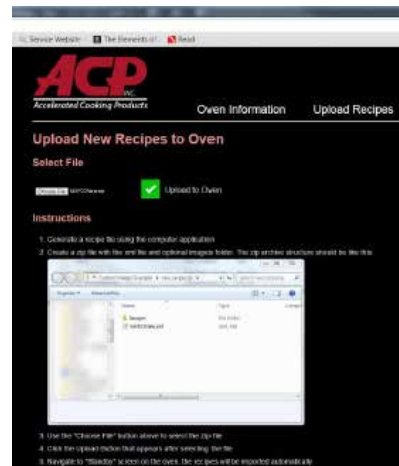 Service Website The Elements of Read
ACP
INC.
Accelerated Cooking Products
Oven Information Upload Recipes
Upload New Recipes to Oven
Select File
Choose File
Upload to Oven
Instructions
1. Generate a recipe file using the computer application
2. Create a zip file with the xml file and optional images folder. The zip archive structure should be like this
Name Type
Images File folder
3. Use the "Choose File" button above to select the zip file
4. Click the Upload button that appears after selecting the file
5. Navigate to "Standby" screen on the oven, the recipes will be imported automatically